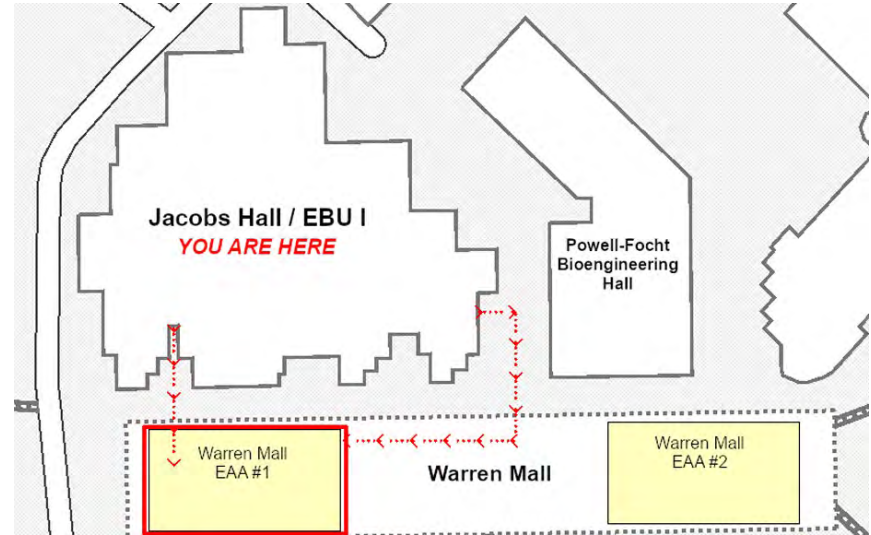 Jacobs Hall / EBU I
YOU ARE HERE
Powell-Focht
Bioengineering
Hall
Warren Mall
EAA #1
Warren Mall
Warren Mall
EAA #2